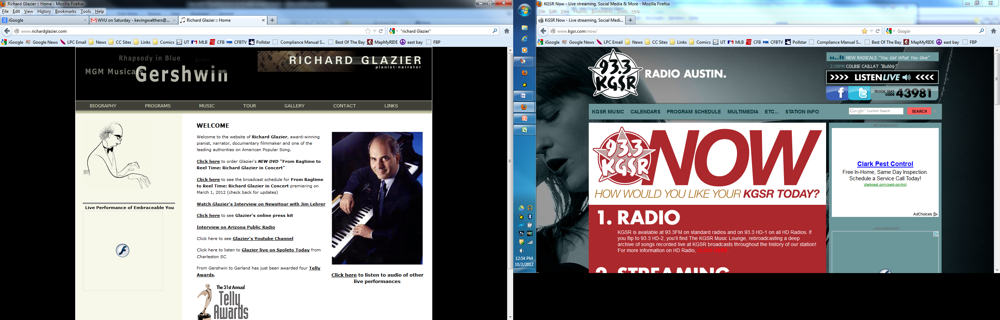 Richard Glazier :: Home - Mozilla Firefox
File Edit View History Bookmarks Tools Help
iGoogle
WVU on Saturday - kevingwalthers@...
Richard Glazier :: Home
www.richardglazier.com
"richard Glazier"
iGoogle Google News LPC Email News CC Sites Links Comics UT MLB CFB CFBTV Pollstar Compliance Manual S... Best Of The Bay MapMyRIDE east bay FBP
Rhapsody in Blue
Arlen
MGM Musicals
Gershwin
RICHARD GLAZIER
pianist-narrator
BIOGRAPHY PROGRAMS MUSIC TOUR GALLERY CONTACT LINKS
Live Performance of Embraceable You
WELCOME
Welcome to the website of Richard Glazier, award-winning
pianist, narrator, documentary filmmaker and one of the
leading authorities on American Popular Song.
Click here to order Glazier's NEW DVD "From Ragtime to
Reel Time: Richard Glazier in Concert"
Click here to see the broadcast schedule for From Ragtime
to Reel Time: Richard Glazier in Concert premiering on
March 1, 2012 (check back for updates)
Watch Glazier's Interview on NewsHour with Jim Lehrer
Click here to see Glazier's online press kit
Interview on Arizona Public Radio
Click here to see Glazier's Youtube Channel
Click here to listen to Glazier live on Spoleto Today from
Charleston SC
From Gershwin to Garland has just been awarded four Telly
Awards.
The 31st Annual
Telly
Awards
Click here to listen to audio of other
live performances
12:54 PM
10/2/2012
KGSR Now - Live streaming, Social Media & More - Mozilla Firefox
File Edit View History Bookmarks Tools Help
KGSR Now - Live streaming, Social Medi...
www.kgsr.com/now/
Google
iGoogle Google News LPC Email News CC Sites Links Comics UT MLB CFB CFBTV Pollstar Compliance Manual S... Best Of The Bay MapMyRIDE east bay FBP
93.3
KGSR
RADIO AUSTIN.
NEW RADICALS "You Get What You Give"
2:39PM COLBIE CAILLAT "Bubbly"
>>>> LISTEN LIVE <<<<
QUICK TEXT
CODE 43981
KGSR MUSIC CALENDARS PROGRAM SCHEDULE MULTIMEDIA ETC... STATION INFO
Google™ Custom Search
SEARCH
93.3
KGSR
NOW
HOW WOULD YOU LIKE YOUR KGSR TODAY?
1. RADIO
KGSR is available at 93.3FM on standard radios and on 93.3 HD-1 on all HD Radios. If
you flip to 93.3 HD-2, you'll find The KGSR Music Lounge, rebroadcasting a deep
archive of songs recorded live at KGSR broadcasts throughout the history of our station!
For more information on HD Radio, CLICK HERE.
2. STREAMING
- advertisement -
Clark Pest Control
Free In-Home, Same Day Inspection.
Schedule a Service Call Today!
clarkpest.com/pest-control
AdChoices
- advertisement -